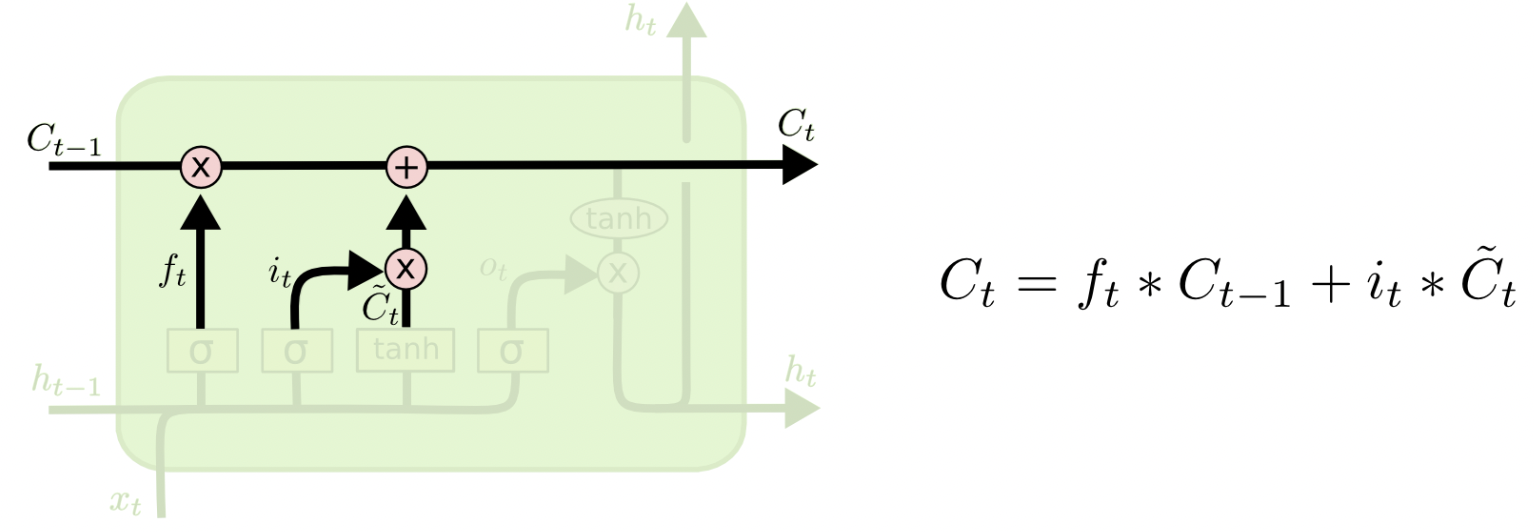 h_t
C_{t-1} x + C_t
tanh
f_t i_t x o_t x
C̃_t
σ σ tanh σ
h_{t-1} h_t
x_t
C_t = f_t * C_{t-1} + i_t * C̃_t